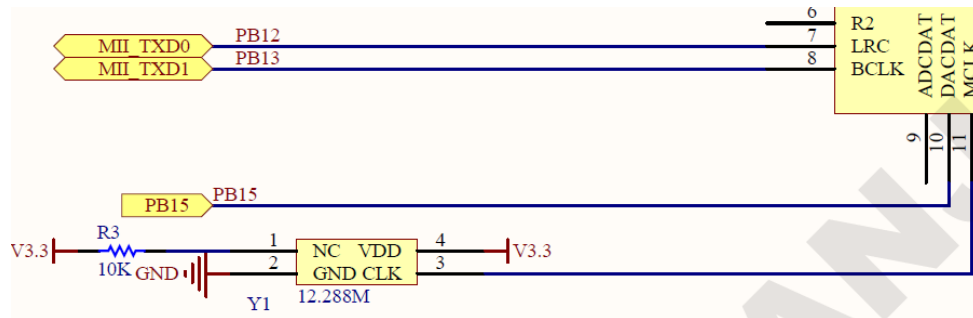 6 R2
MII_TXD0 PB12 7 LRC
MII_TXD1 PB13 8 BCLK
ADCDAT
DACDAT
MCLK
9
10
11
PB15 PB15
R3
V3.3 10K
1 NC VDD 4 V3.3
GND 2 GND CLK 3
Y1 12.288M